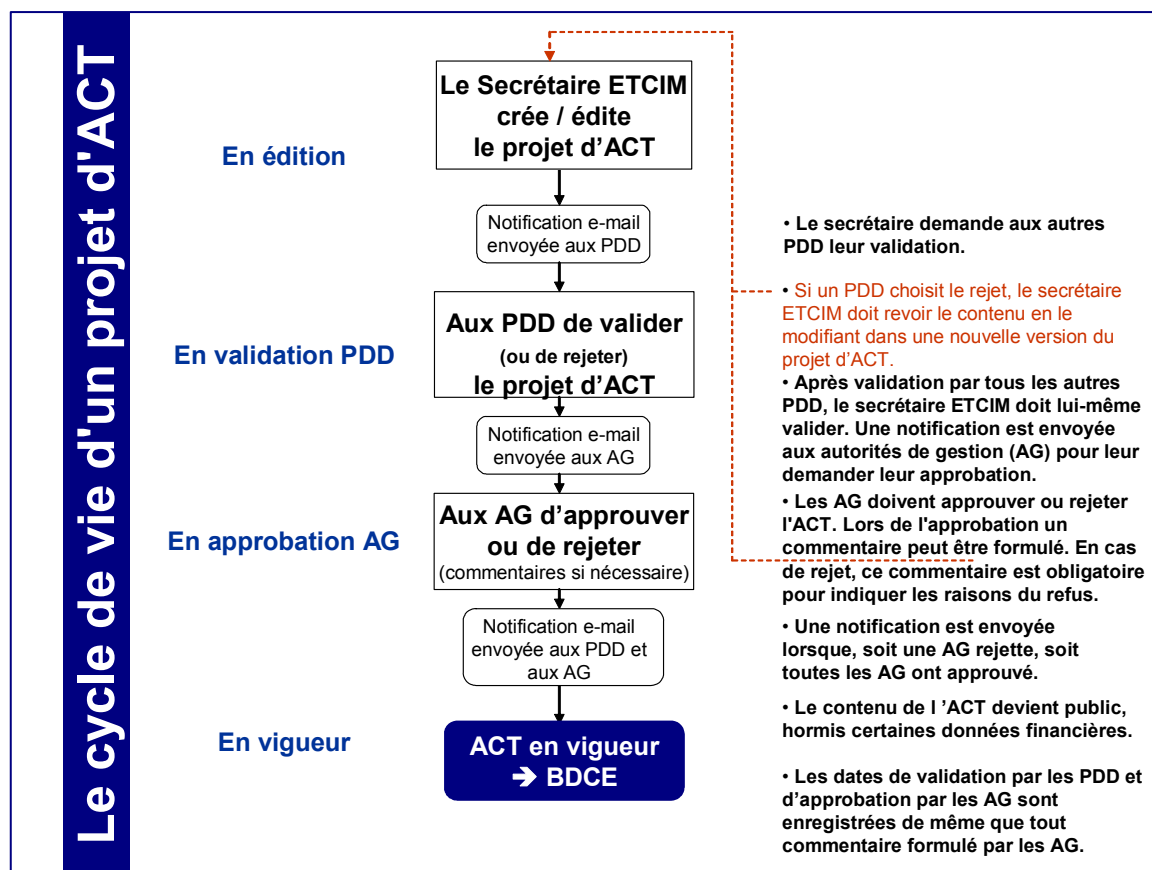 Le cycle de vie d'un projet d'ACT
En édition
Le Secrétaire ETCIM
crée / édite
le projet d’ACT
Notification e-mail
envoyée aux PDD
En validation PDD
Aux PDD de valider
(ou de rejeter)
le projet d’ACT
Notification e-mail
envoyée aux AG
En approbation AG
Aux AG d’approuver
ou de rejeter
(commentaires si nécessaire)
Notification e-mail
envoyée aux PDD et
aux AG
En vigueur
ACT en vigueur
➔ BDCE
• Le secrétaire demande aux autres
PDD leur validation.
• Si un PDD choisit le rejet, le secrétaire
ETCIM doit revoir le contenu en le
modifiant dans une nouvelle version du
projet d’ACT.
• Après validation par tous les autres
PDD, le secrétaire ETCIM doit lui-même
valider. Une notification est envoyée
aux autorités de gestion (AG) pour leur
demander leur approbation.
• Les AG doivent approuver ou rejeter
l'ACT. Lors de l'approbation un
commentaire peut être formulé. En cas
de rejet, ce commentaire est obligatoire
pour indiquer les raisons du refus.
• Une notification est envoyée
lorsque, soit une AG rejette, soit
toutes les AG ont approuvé.
• Le contenu de l ’ACT devient public,
hormis certaines données financières.
• Les dates de validation par les PDD et
d’approbation par les AG sont
enregistrées de même que tout
commentaire formulé par les AG.